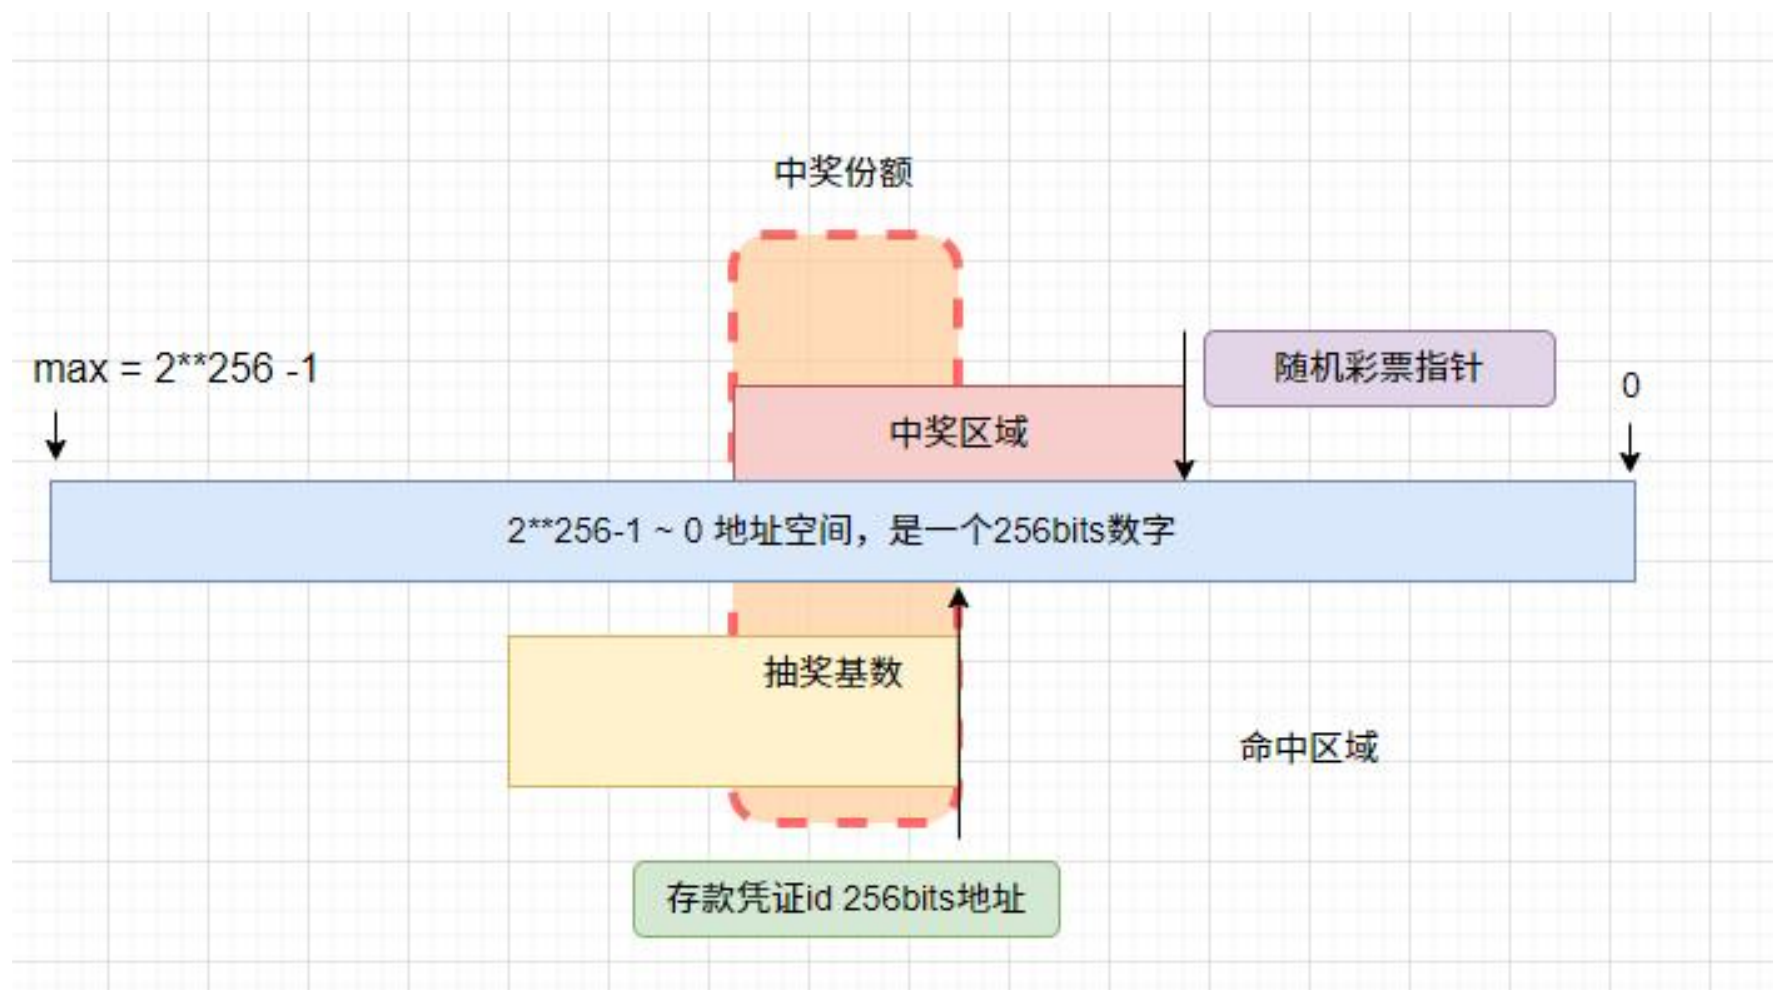 中奖份额
max = 2**256 -1
随机彩票指针
0
中奖区域
2**256-1 ~ 0 地址空间，是一个256bits数字
抽奖基数
命中区域
存款凭证id 256bits地址